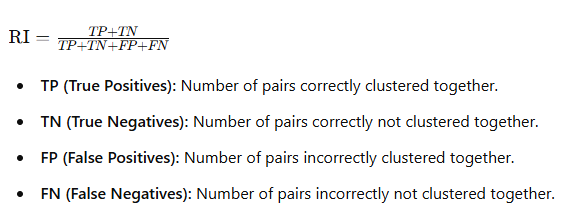 RI = \frac{TP+TN}{TP+TN+FP+FN}
• TP (True Positives): Number of pairs correctly clustered together.
• TN (True Negatives): Number of pairs correctly not clustered together.
• FP (False Positives): Number of pairs incorrectly clustered together.
• FN (False Negatives): Number of pairs incorrectly not clustered together.